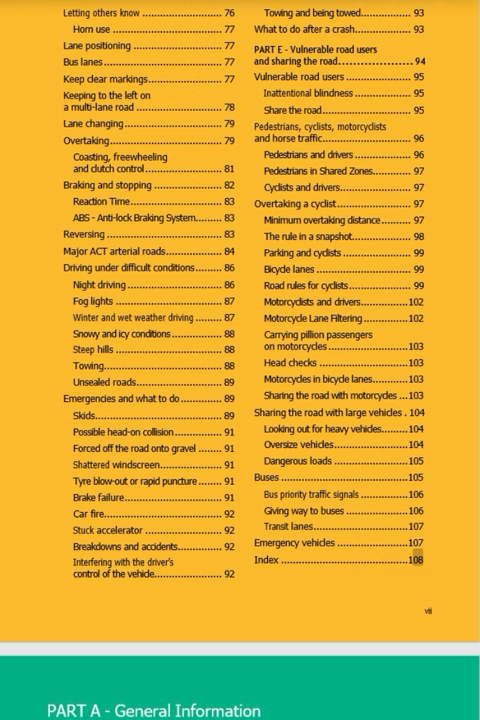 Letting others know .......................... 76
Horn use ..................................... 77
Lane positioning ............................. 77
Bus lanes .................................... 77
Keep clear markings........................... 77
Keeping to the left on
a multi-lane road ............................ 78
Lane changing................................. 79
Overtaking.................................... 79
Coasting, freewheeling
and clutch control............................ 81
Braking and stopping ......................... 82
Reaction Time................................. 83
ABS - Anti-lock Braking System........ 83
Reversing .................................... 83
Major ACT arterial roads...................... 84
Driving under difficult conditions......... 86
Night driving ................................ 86
Fog lights ................................... 87
Winter and wet weather driving ........ 87
Snowy and icy conditions ..................... 88
Steep hills .................................. 88
Towing........................................ 88
Unsealed roads................................ 89
Emergencies and what to do .............. 89
Skids......................................... 89
Possible head-on collision ................... 91
Forced off the road onto gravel ....... 91
Shattered windscreen.......................... 91
Tyre blow-out or rapid puncture ....... 91
Brake failure................................. 91
Car fire...................................... 92
Stuck accelerator ............................ 92
Breakdowns and accidents.............. 92
Interfering with the driver's
control of the vehicle........................ 92
Towing and being towed.................. 93
What to do after a crash..................... 93
PART E - Vulnerable road users
and sharing the road..................... 94
Vulnerable road users ........................ 95
Inattentional blindness ...................... 95
Share the road................................ 95
Pedestrians, cyclists, motorcyclists
and horse traffic............................. 96
Pedestrians and drivers ...................... 96
Pedestrians in Shared Zones.............. 97
Cyclists and drivers.......................... 97
Overtaking a cyclist.......................... 97
Minimum overtaking distance ........... 97
The rule in a snapshot........................ 98
Parking and cyclists ......................... 99
Bicycle lanes ................................ 99
Road rules for cyclists....................... 99
Motorcyclists and drivers...............102
Motorcycle Lane Filtering ..............102
Carrying pillion passengers
on motorcycles ...........................103
Head checks ..............................103
Motorcycles in bicycle lanes............103
Sharing the road with motorcycles ...103
Sharing the road with large vehicles . 104
Looking out for heavy vehicles.........104
Oversize vehicles.........................104
Dangerous loads ..........................105
Buses ....................................105
Bus priority traffic signals .............106
Giving way to buses ......................106
Transit lanes.............................107
Emergency vehicles .......................107
Index ....................................108
vii
PART A - General Information